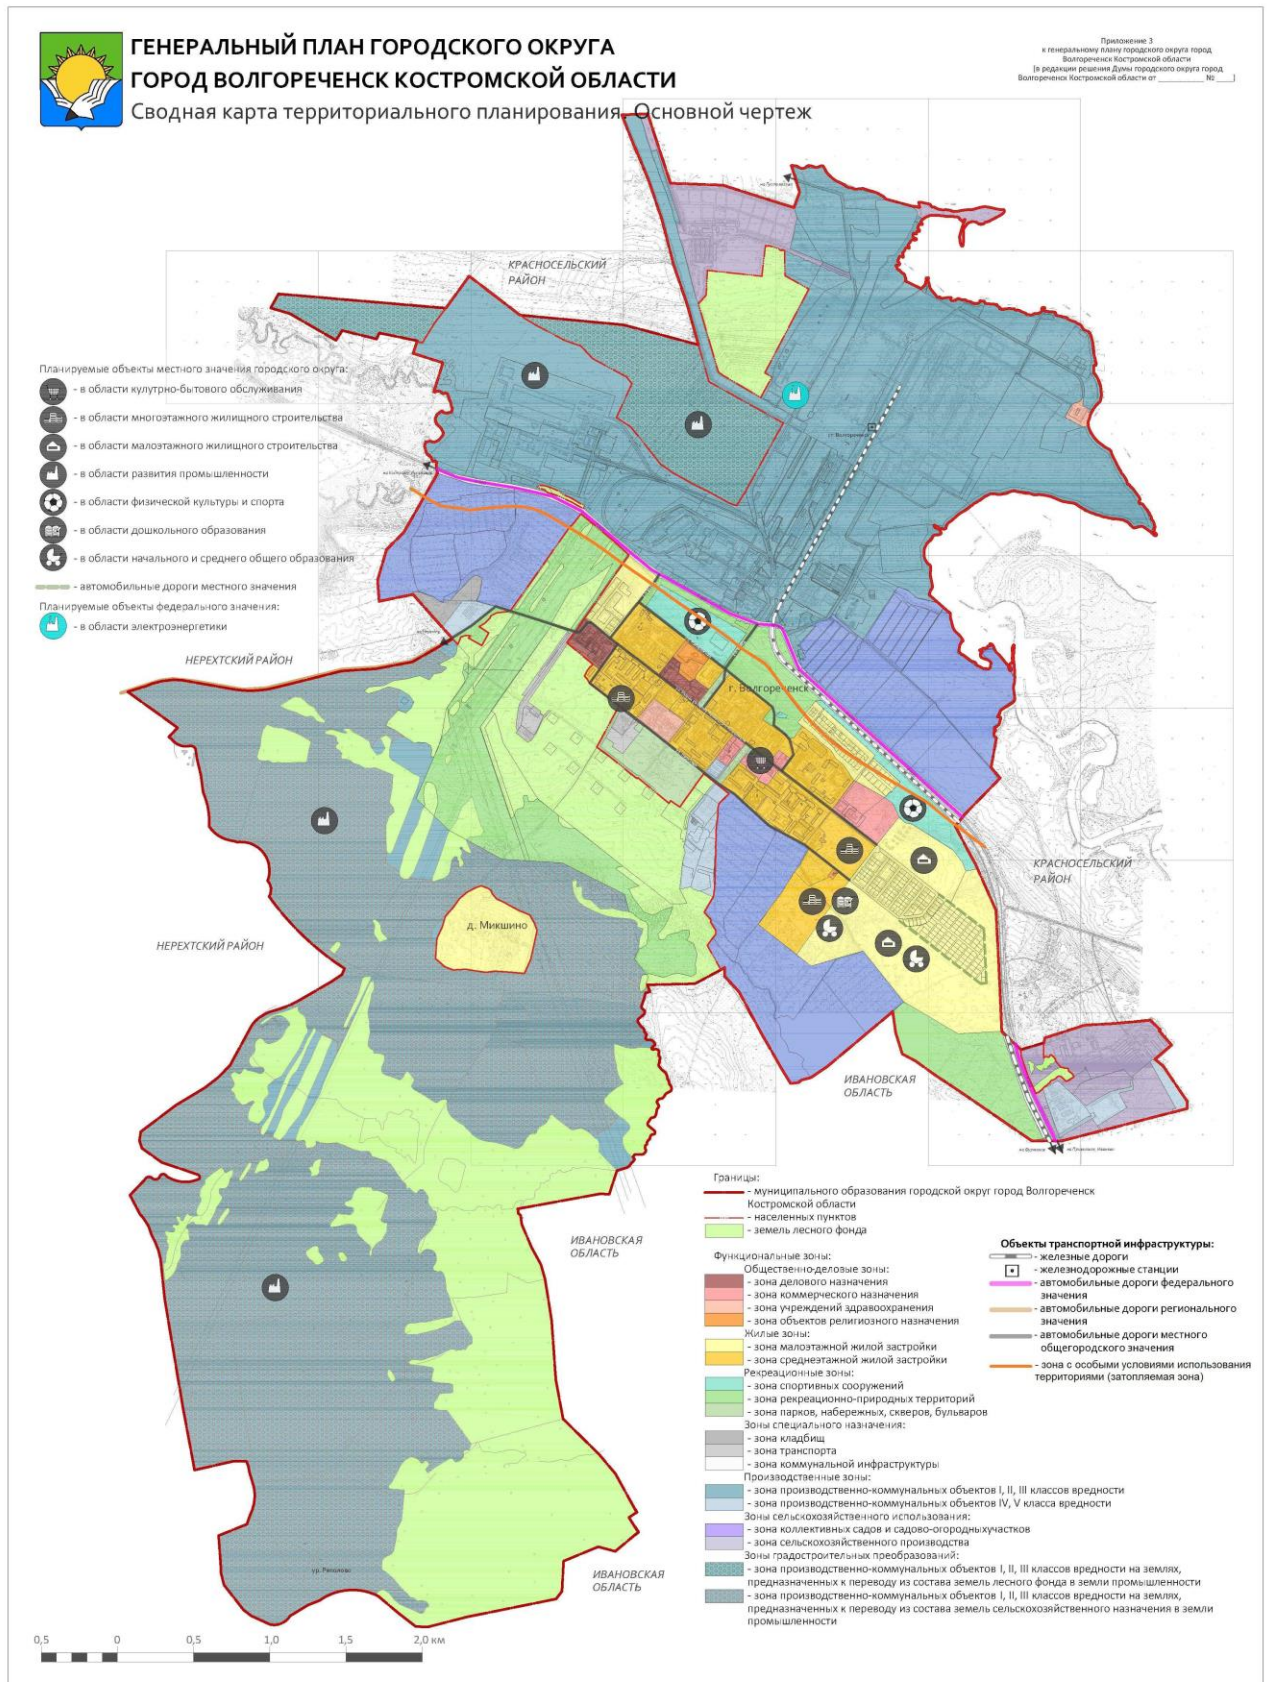 ГЕНЕРАЛЬНЫЙ ПЛАН ГОРОДСКОГО ОКРУГА
ГОРОД ВОЛГОРЕЧЕНСК КОСТРОМСКОЙ ОБЛАСТИ
Сводная карта территориального планирования. Основной чертеж
Приложение 3
к генеральному плану городского округа город
Волгореченск Костромской области
(в редакции решения Думы городского округа город
Волгореченск Костромской области от ________ № ___)
КРАСНОСЕЛЬСКИЙ
РАЙОН
Планируемые объекты местного значения городского округа:
- в области кулутрно-бытового обслуживания
- в области многоэтажного жилищного строительства
- в области малоэтажного жилищного строительства
- в области развития промышленности
- в области физической культуры и спорта
- в области дошкольного образования
- в области начального и среднего общего образования
- автомобильные дороги местного значения
Планируемые объекты федерального значения:
- в области электроэнергетики
НЕРЕХТСКИЙ РАЙОН
г. Волгореченск
КРАСНОСЕЛЬСКИЙ
РАЙОН
д. Микшино
НЕРЕХТСКИЙ РАЙОН
ИВАНОВСКАЯ
ОБЛАСТЬ
ИВАНОВСКАЯ
ОБЛАСТЬ
ИВАНОВСКАЯ
ОБЛАСТЬ
Границы:
- муниципального образования городской округ город Волгореченск
Костромской области
- населенных пунктов
- земель лесного фонда
Функциональные зоны:
Общественно-деловые зоны:
- зона делового назначения
- зона коммерческого назначения
- зона учреждений здравоохранения
- зона объектов религиозного назначения
Жилые зоны:
- зона малоэтажной жилой застройки
- зона среднеэтажной жилой застройки
Рекреационные зоны:
- зона спортивных сооружений
- зона рекреационно-природных территорий
- зона парков, набережных, скверов, бульваров
Зоны специального назначения:
- зона кладбищ
- зона транспорта
- зона коммунальной инфраструктуры
Производственные зоны:
- зона производственно-коммунальных объектов I, II, III классов вредности
- зона производственно-коммунальных объектов IV, V класса вредности
Зоны сельскохозяйственного использования:
- зона коллективных садов и садово-огородныхучастков
- зона сельскохозяйственного производства
Зоны градостроительных преобразований:
- зона производственно-коммунальных объектов I, II, III классов вредности на землях,
предназначенных к переводу из состава земель лесного фонда в земли промышленности
- зона производственно-коммунальных объектов I, II, III классов вредности на землях,
предназначенных к переводу из состава земель сельскохозяйственного назначения в земли
промышленности
Объекты транспортной инфраструктуры:
- железные дороги
- железнодорожные станции
- автомобильные дороги федерального
значения
- автомобильные дороги регионального
значения
- автомобильные дороги местного
общегородского значения
- зона с особыми условиями использования
территориями (затопляемая зона)
0,5 0 0,5 1,0 1,5 2,0 км